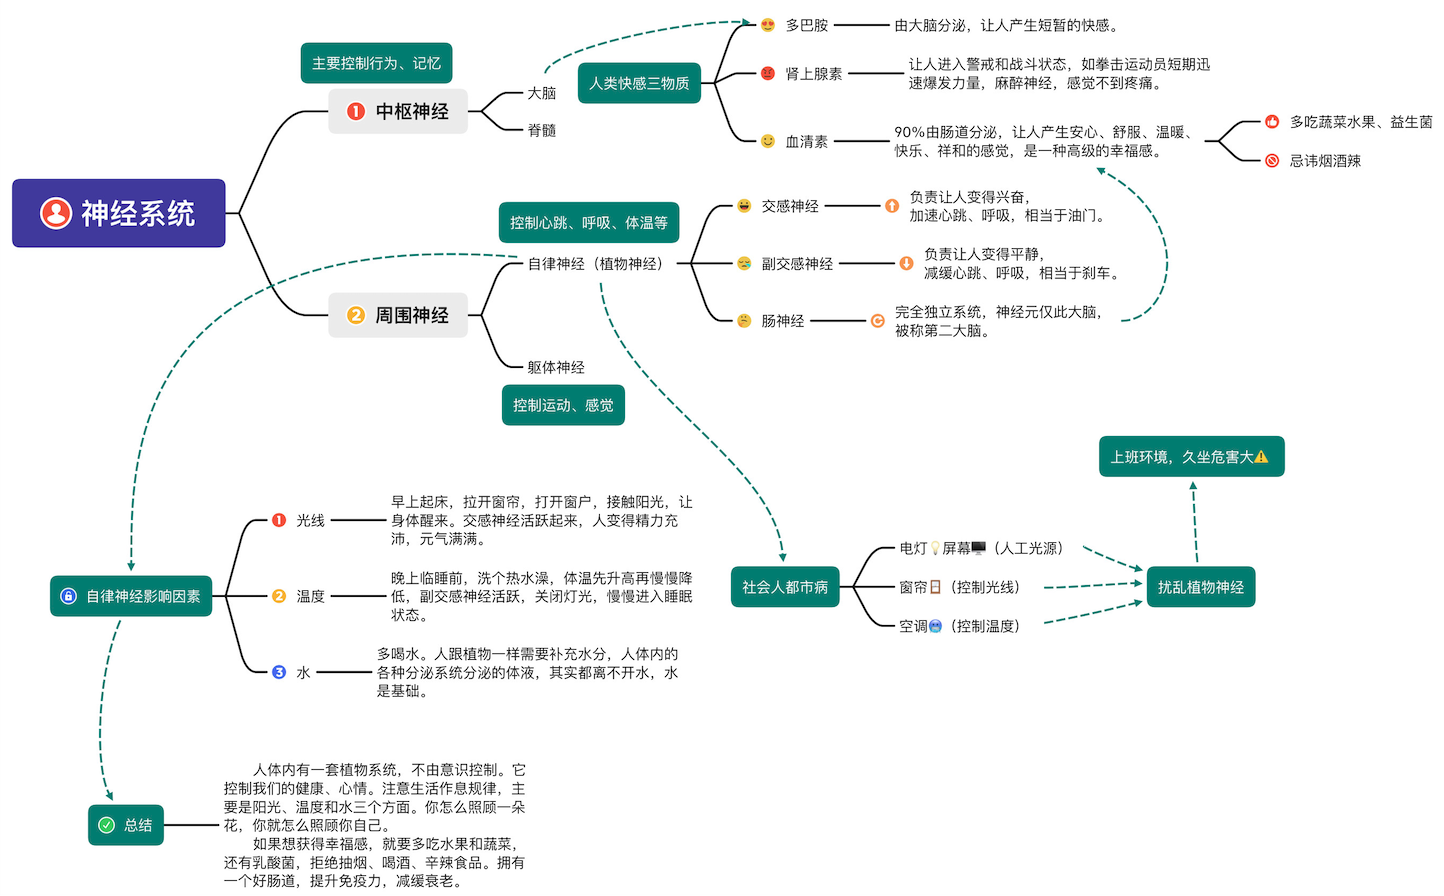 神经系统
主要控制行为、记忆
1 中枢神经
大脑
脊髓
人类快感三物质
多巴胺
由大脑分泌，让人产生短暂的快感。
肾上腺素
让人进入警戒和战斗状态，如拳击运动员短期迅
速爆发力量，麻醉神经，感觉不到疼痛。
血清素
90%由肠道分泌，让人产生安心、舒服、温暖、
快乐、祥和的感觉，是一种高级的幸福感。
多吃蔬菜水果、益生菌
忌讳烟酒辣
2 周围神经
控制心跳、呼吸、体温等
自律神经（植物神经）
交感神经
负责让人变得兴奋，
加速心跳、呼吸，相当于油门。
副交感神经
负责让人变得平静，
减缓心跳、呼吸，相当于刹车。
肠神经
完全独立系统，神经元仅此大脑，
被称第二大脑。
躯体神经
控制运动、感觉
自律神经影响因素
1 光线
早上起床，拉开窗帘，打开窗户，接触阳光，让
身体醒来。交感神经活跃起来，人变得精力充
沛，元气满满。
2 温度
晚上临睡前，洗个热水澡，体温先升高再慢慢降
低，副交感神经活跃，关闭灯光，慢慢进入睡眠
状态。
3 水
多喝水。人跟植物一样需要补充水分，人体内的
各种分泌系统分泌的体液，其实都离不开水，水
是基础。
社会人都市病
电灯💡屏幕🖥️（人工光源）
窗帘🪟（控制光线）
空调🥶（控制温度）
扰乱植物神经
上班环境，久坐危害大⚠️
总结
人体内有一套植物系统，不由意识控制。它
控制我们的健康、心情。注意生活作息规律，主
要是阳光、温度和水三个方面。你怎么照顾一朵
花，你就怎么照顾你自己。
如果想获得幸福感，就要多吃水果和蔬菜，
还有乳酸菌，拒绝抽烟、喝酒、辛辣食品。拥有
一个好肠道，提升免疫力，减缓衰老。